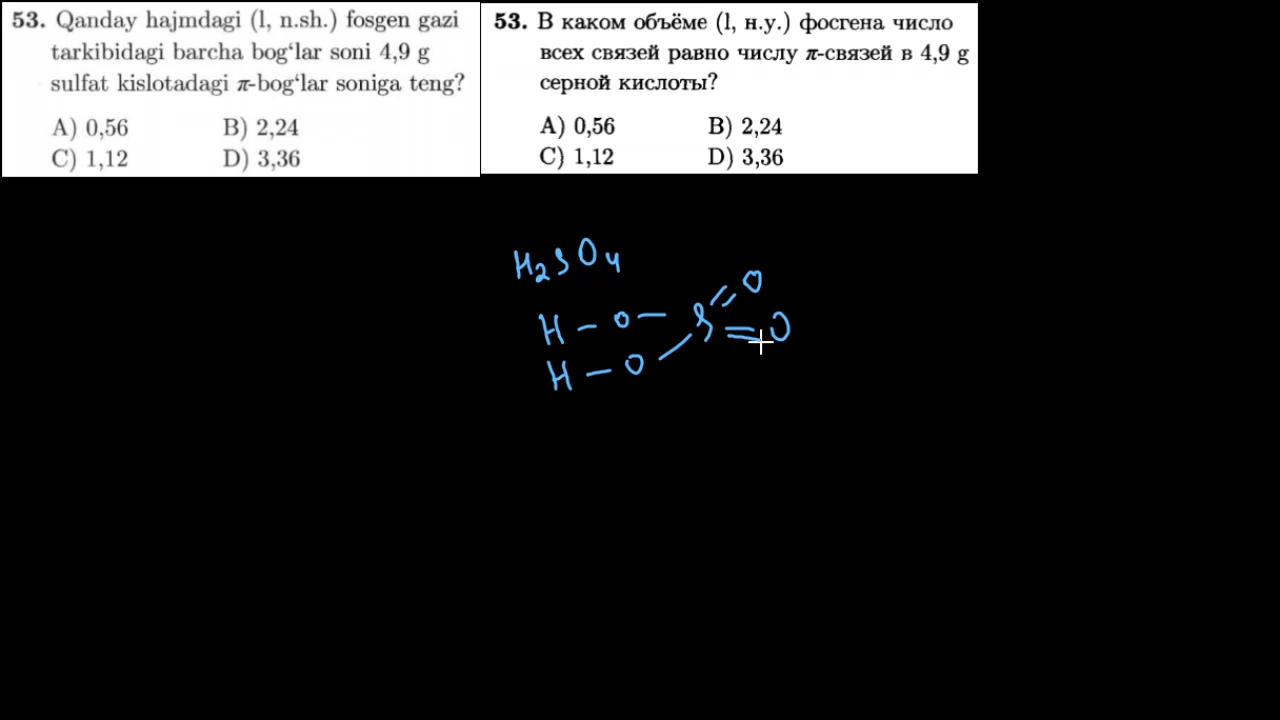 53. Qanday hajmdagi (l, n.sh.) fosgen gazi
tarkibidagi barcha bog‘lar soni 4,9 g
sulfat kislotadagi π-bog‘lar soniga teng?
A) 0,56 B) 2,24
C) 1,12 D) 3,36
53. В каком объёме (l, н.у.) фосгена число
всех связей равно числу π-связей в 4,9 g
серной кислоты?
A) 0,56 B) 2,24
C) 1,12 D) 3,36
H₂SO₄
H – O – S = O
H – O = O